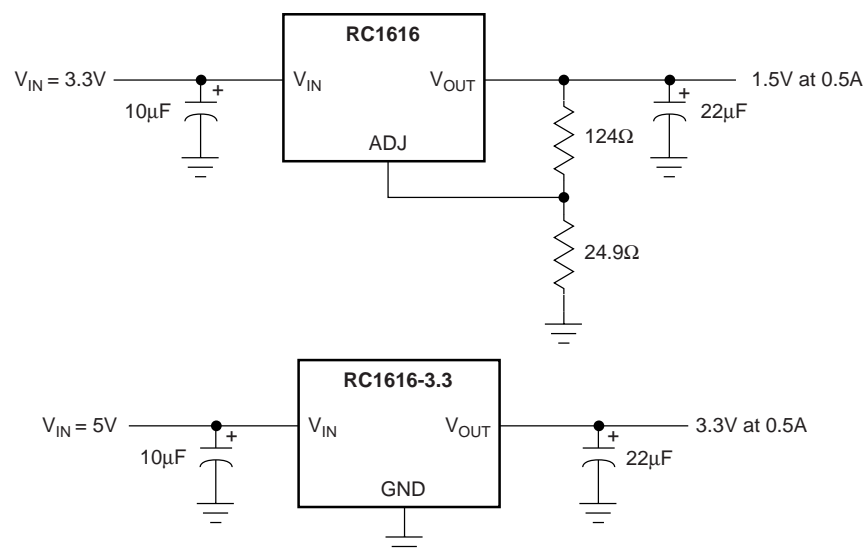 RC1616
V_IN = 3.3V
V_IN
V_OUT
1.5V at 0.5A
+
10μF
+
22μF
ADJ
124Ω
24.9Ω
RC1616-3.3
V_IN = 5V
V_IN
V_OUT
3.3V at 0.5A
+
10μF
+
22μF
GND